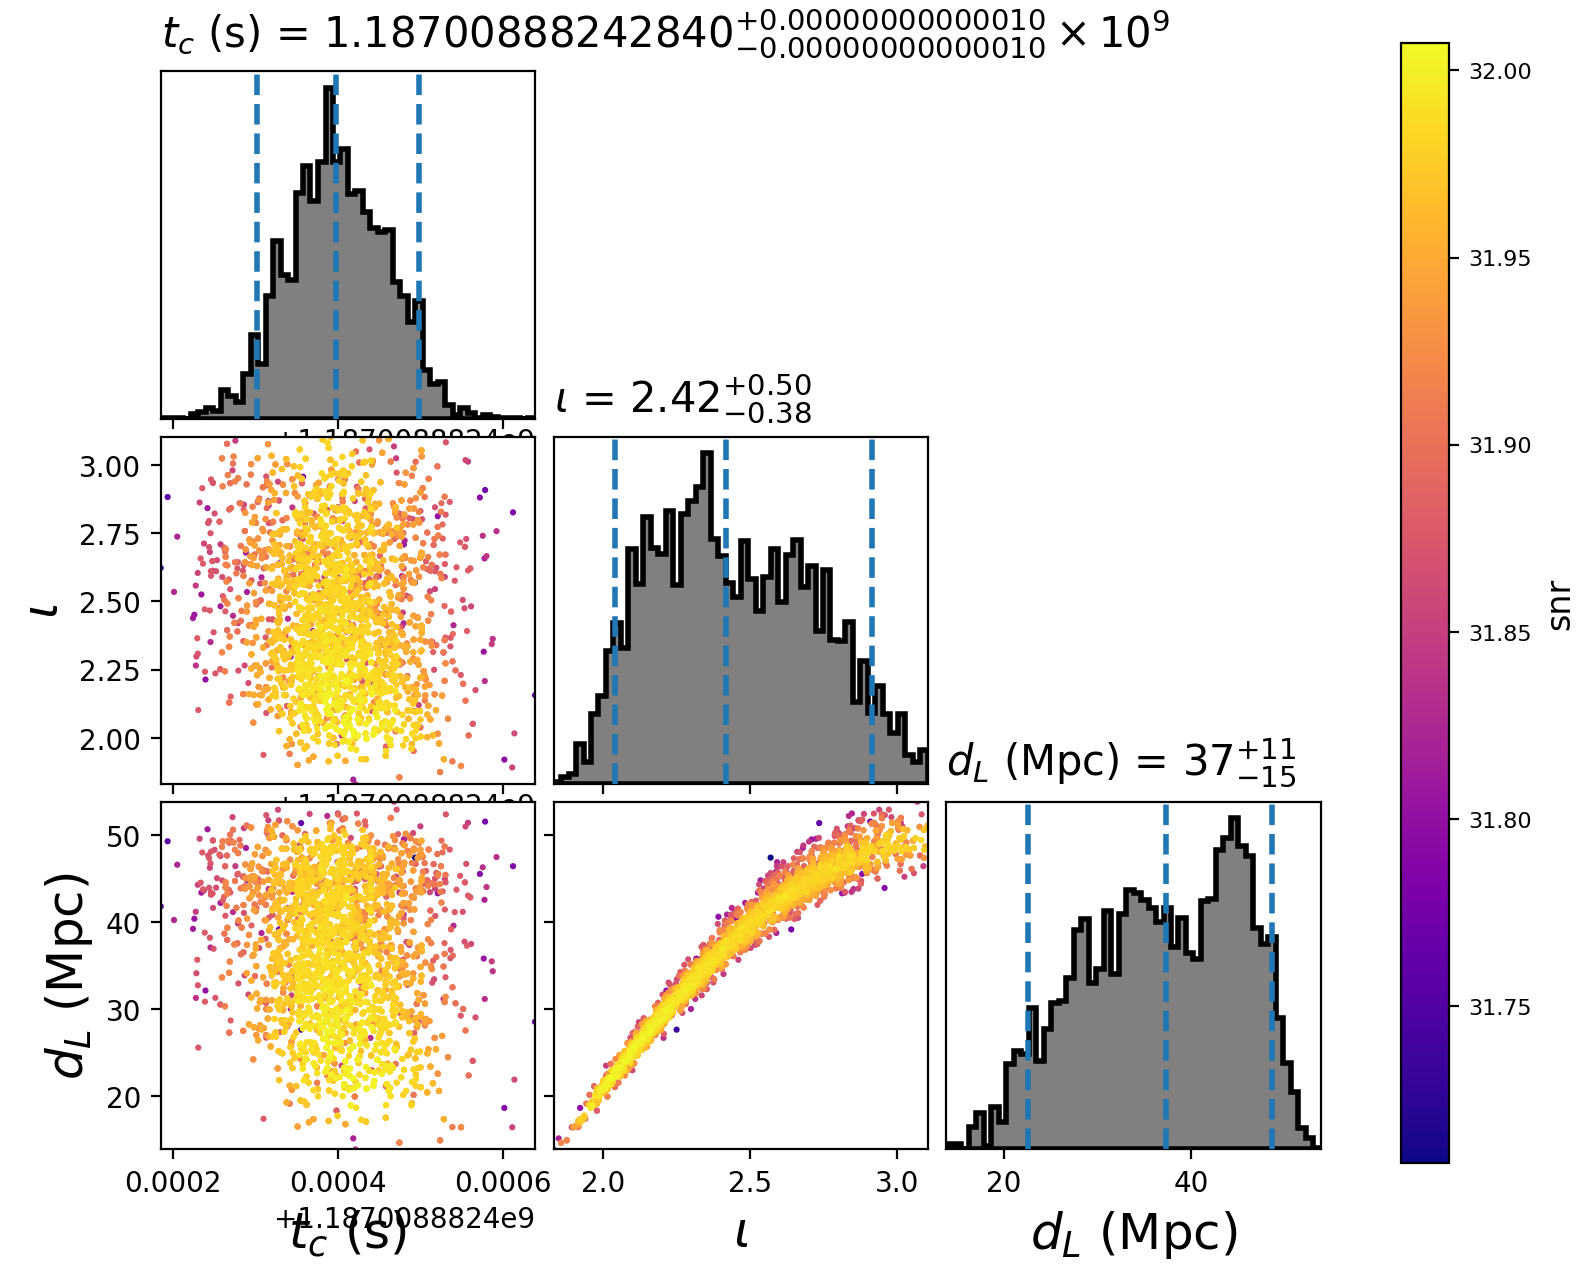 t_c (s) = 1.18700888242840^{+0.00000000000010}_{−0.00000000000010} × 10^9
32.00
31.95
31.90
31.85
31.80
31.75
snr
ι = 2.42^{+0.50}_{−0.38}
3.00
2.75
2.50
2.25
2.00
ι
d_L (Mpc) = 37^{+11}_{−15}
50
40
30
20
d_L (Mpc)
0.0002 0.0004 0.0006
+1.1870088824e9
t_c (s)
2.0 2.5 3.0
ι
20 40
d_L (Mpc)